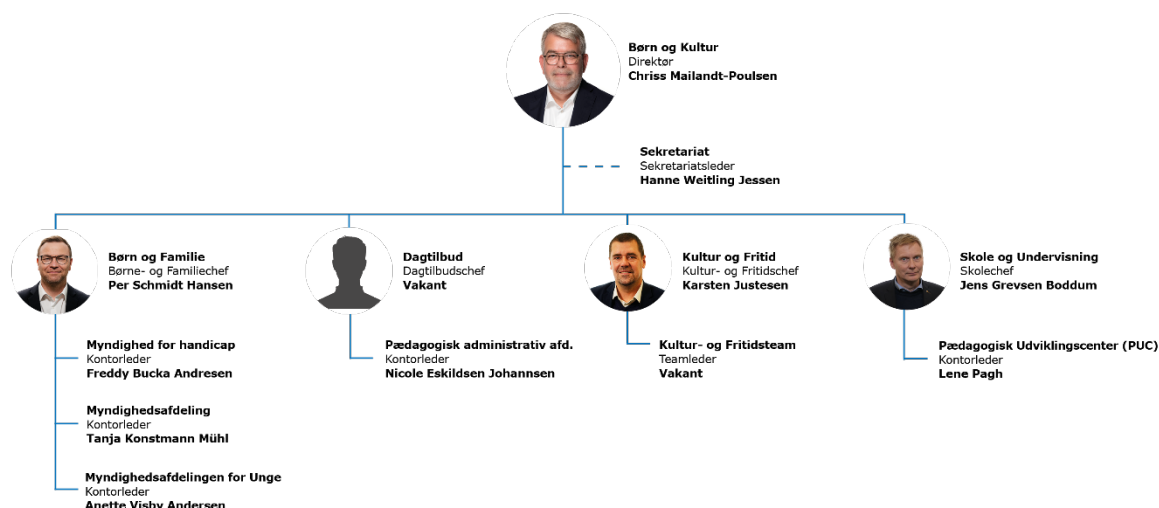 Børn og Kultur
Direktør
Chriss Mailandt-Poulsen
Sekretariat
Sekretariatsleder
Hanne Weitling Jessen
Børn og Familie
Børne- og Familiechef
Per Schmidt Hansen
Dagtilbud
Dagtilbudschef
Vakant
Kultur og Fritid
Kultur- og Fritidschef
Karsten Justesen
Skole og Undervisning
Skolechef
Jens Grevsen Boddum
Myndighed for handicap
Kontorleder
Freddy Bucka Andresen
Pædagogisk administrativ afd.
Kontorleder
Nicole Eskildsen Johannsen
Kultur- og Fritidsteam
Teamleder
Vakant
Pædagogisk Udviklingscenter (PUC)
Kontorleder
Lene Pagh
Myndighedsafdeling
Kontorleder
Tanja Konstmann Mühl
Myndighedsafdelingen for Unge
Kontorleder
Anette Visby Andersen